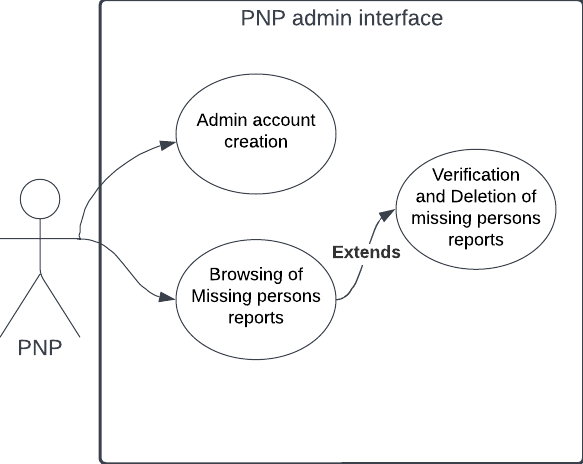 PNP admin interface
Admin account
creation
Verification
and Deletion of
missing persons
reports
Extends
Browsing of
Missing persons
reports
PNP